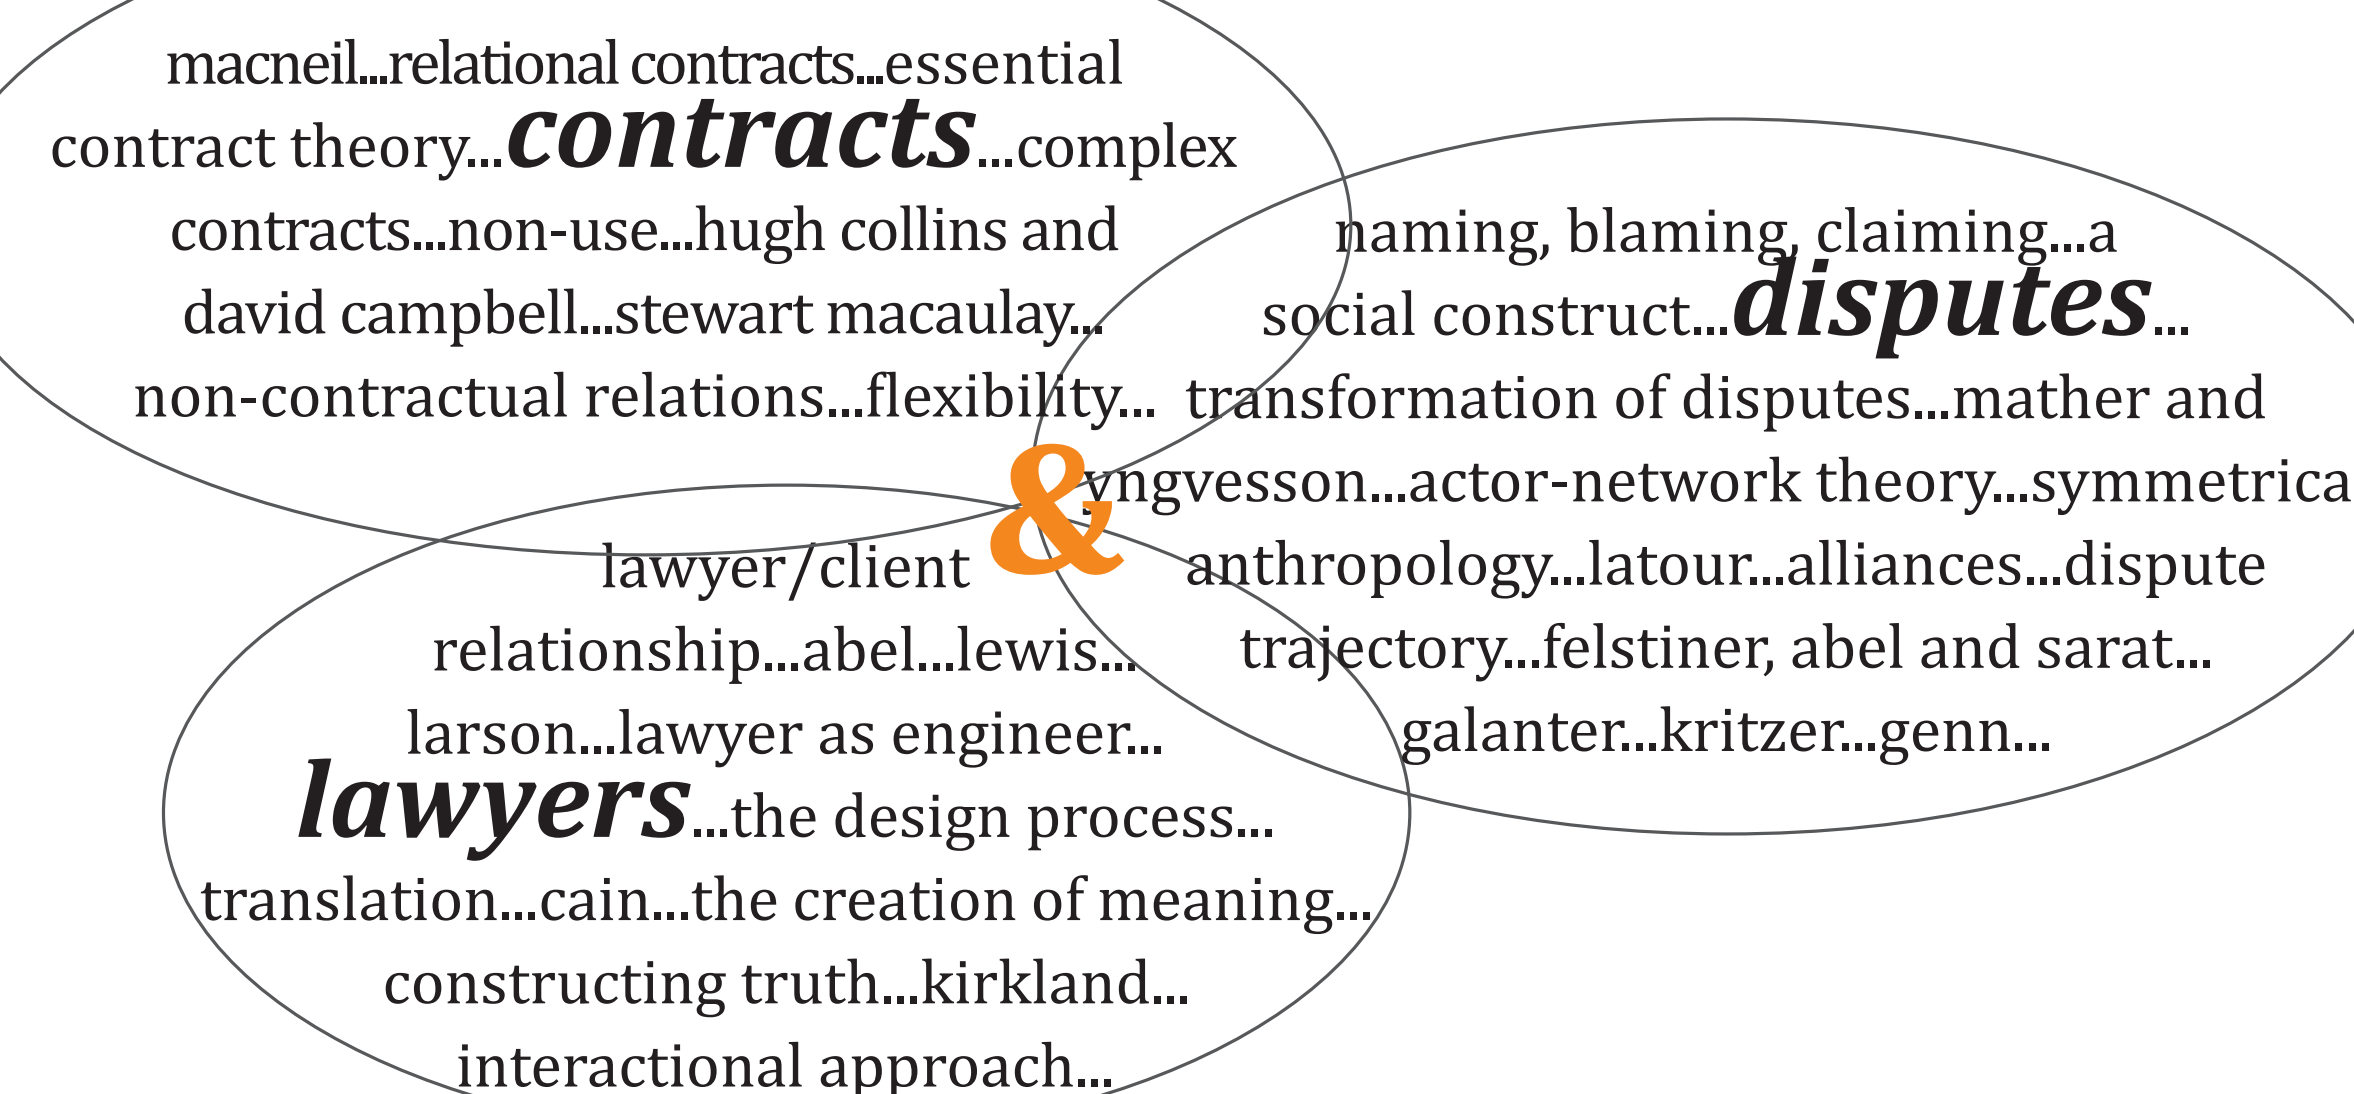 macneil...relational contracts...essential
contract theory...contracts...complex
contracts...non-use...hugh collins and
david campbell...stewart macaulay...
non-contractual relations...flexibility...
naming, blaming, claiming...a
social construct...disputes...
transformation of disputes...mather and
yngvesson...actor-network theory...symmetrica
anthropology...latour...alliances...dispute
trajectory...felstiner, abel and sarat...
galanter...kritzer...genn...
&
lawyer/client
relationship...abel...lewis...
larson...lawyer as engineer...
lawyers...the design process...
translation...cain...the creation of meaning...
constructing truth...kirkland...
interactional approach...